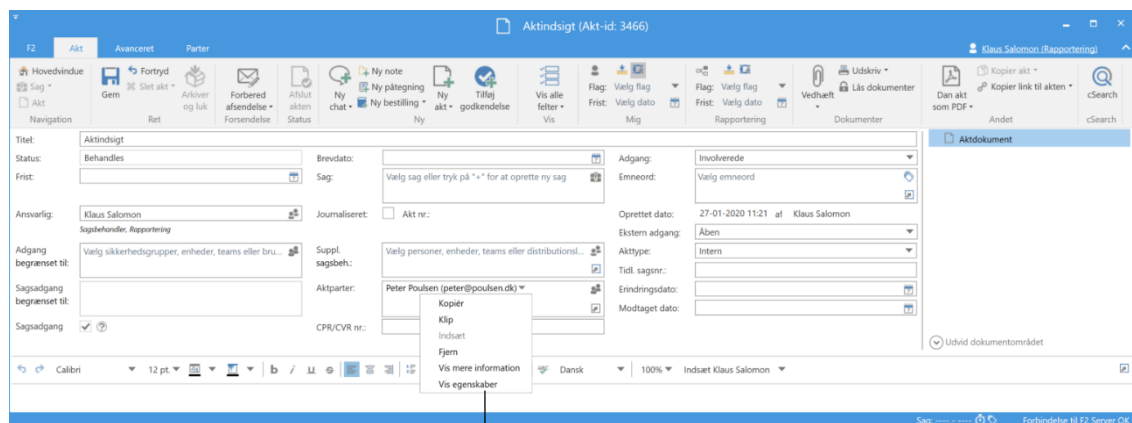 Aktindsigt (Akt-id: 3466)
F2 Akt Avanceret Parter Klaus Salomon (Rapportering)
Hovedvindue
Sag
Akt
Navigation
Gem
Fortryd
Slet akt
Arkiver og luk
Ret
Forbered afsendelse
Forsendelse
Afslut akten
Status
Ny chat
Ny note
Ny påtegning
Ny bestilling
Ny akt
Tilføj godkendelse
Ny
Vis alle felter
Vis
Flag: Vælg flag
Frist: Vælg dato
Mig
Flag: Vælg flag
Frist: Vælg dato
Rapportering
Vedhæft
Udskriv
Lås dokumenter
Dokumenter
Dan akt som PDF
Kopier akt
Kopier link til akten
Andet
cSearch
cSearch
Titel: Aktindsigt
Aktdokument
Status: Behandles Brevdato: Adgang: Involverede
Frist: Sag: Vælg sag eller tryk på "+" for at oprette ny sag Emneord: Vælg emneord
Ansvarlig: Klaus Salomon Journaliseret: Akt nr.: Oprettet dato: 27-01-2020 11:21 af Klaus Salomon
Sagsbehandler, Rapportering
Ekstern adgang: Åben
Adgang begrænset til: Vælg sikkerhedsgrupper, enheder, teams eller bru... Suppl. sagsbeh.: Vælg personer, enheder, teams eller distributionsl... Akttype: Intern
Tidl. sagsnr.:
Sagsadgang begrænset til: Aktparter: Peter Poulsen (peter@poulsen.dk) Erindringsdato:
Modtaget dato:
Sagsadgang CPR/CVR nr.:
Kopiér
Klip
Indsæt
Fjern
Vis mere information
Vis egenskaber
Udvid dokumentområdet
Calibri 12 pt. b i u Dansk 100% Indsæt Klaus Salomon
Sag: ---- - ---- Forbindelse til F2 Server OK